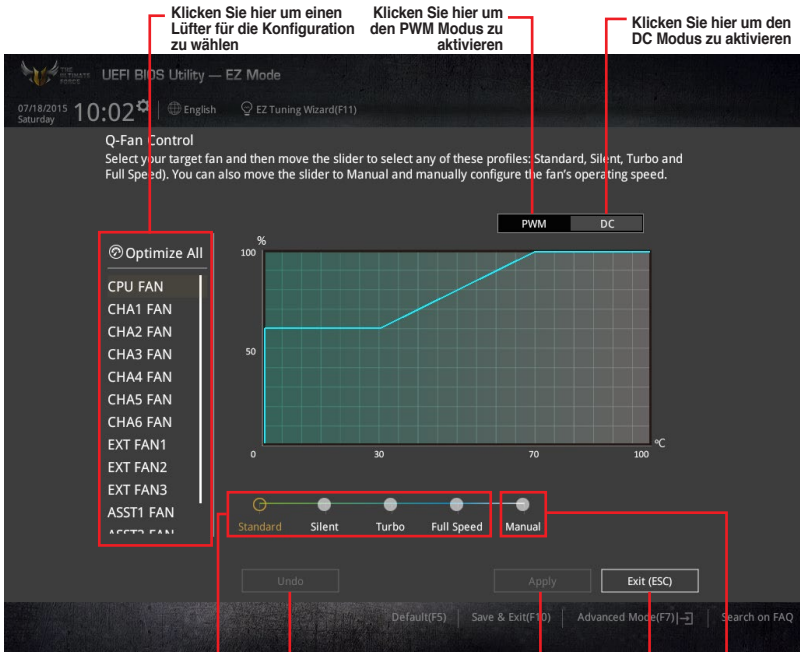 Klicken Sie hier um einen
Lüfter für die Konfiguration
zu wählen
Klicken Sie hier um
den PWM Modus zu
aktivieren
Klicken Sie hier um den
DC Modus zu aktivieren
THE
ULTIMATE
FORCE
UEFI BIOS Utility — EZ Mode
07/18/2015
Saturday
10:02
English
EZ Tuning Wizard(F11)
Q-Fan Control
Select your target fan and then move the slider to select any of these profiles: Standard, Silent, Turbo and
Full Speed). You can also move the slider to Manual and manually configure the fan's operating speed.
PWM DC
Optimize All
CPU FAN
CHA1 FAN
CHA2 FAN
CHA3 FAN
CHA4 FAN
CHA5 FAN
CHA6 FAN
EXT FAN1
EXT FAN2
EXT FAN3
ASST1 FAN
%
100
50
0 30 70 100
°C
Standard Silent Turbo Full Speed Manual
Undo Apply Exit (ESC)
Default(F5) Save & Exit(F10) Advanced Mode(F7) Search on FAQ